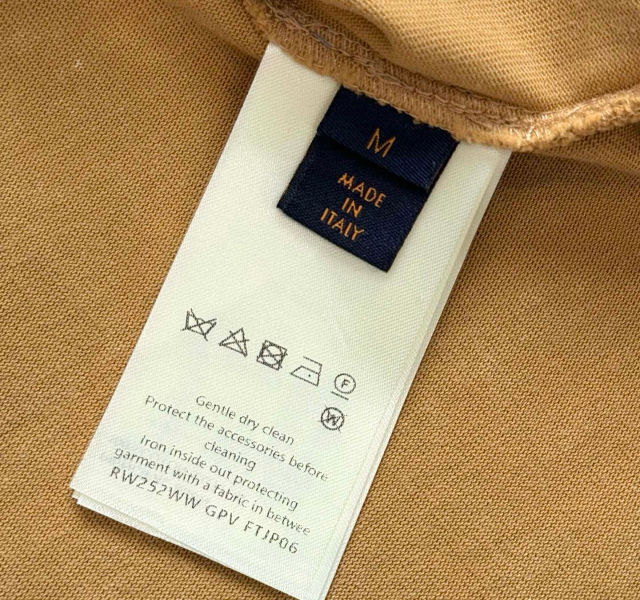 M
MADE
IN
ITALY
F
W
Gentle dry clean
Protect the accessories before
cleaning
Iron inside out protecting
garment with a fabric in betwee
RW252WW GPV FTJP06